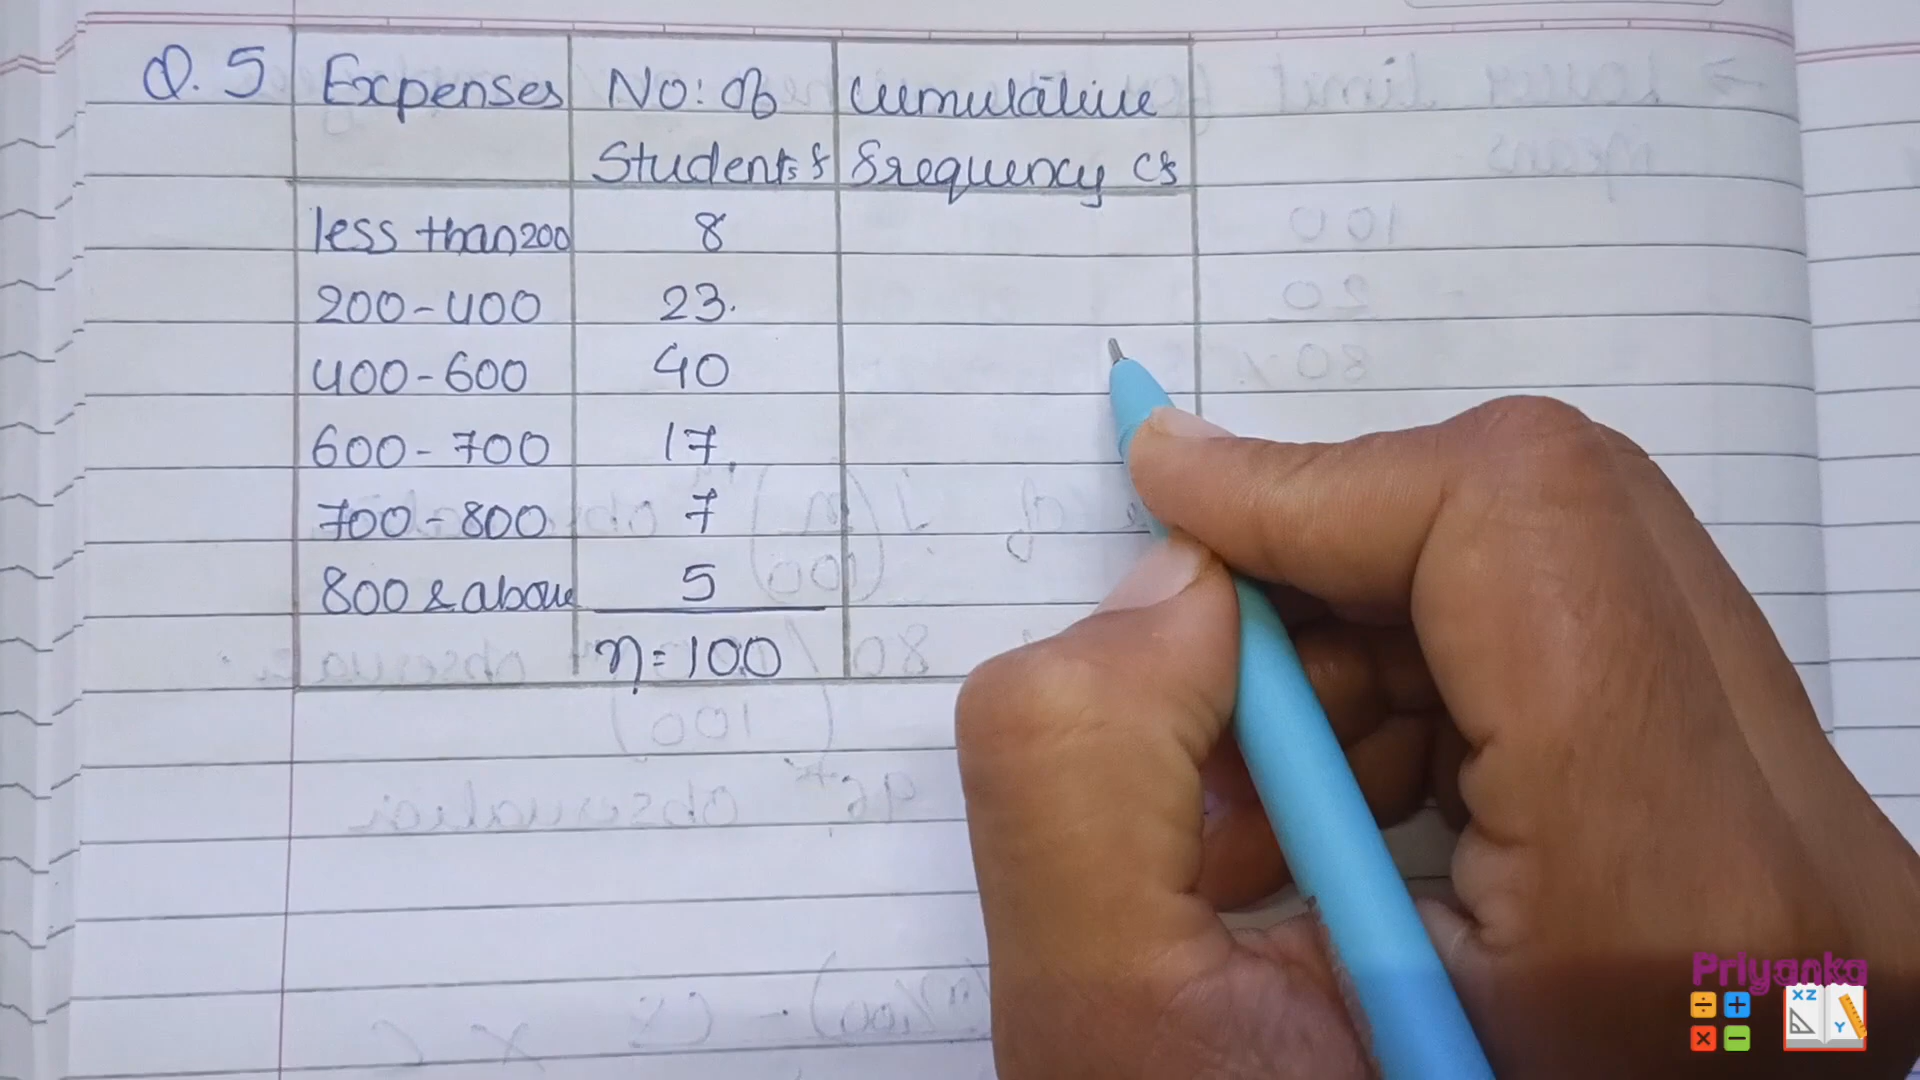 Q.5 Expenses No: of Cumulative
Students f frequency cf
less than 200 8
200-400 23.
400-600 40
600-700 17
700-800 7
800 & above 5
n=100
Priyanka
XZ
Y